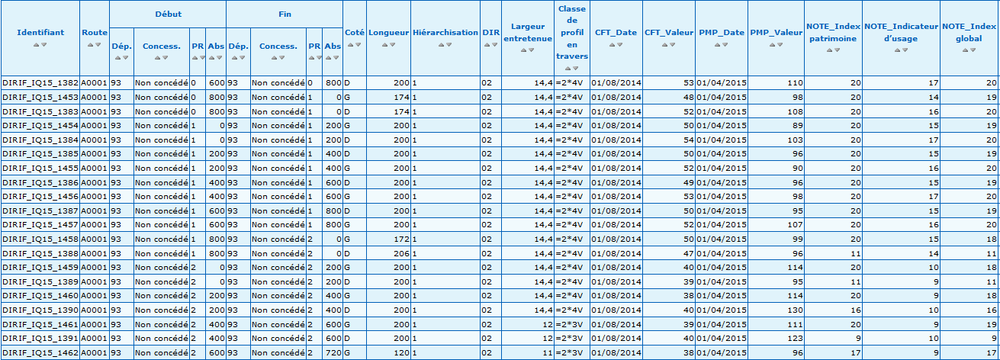 Début Fin
Identifiant Route Dép. Concess. PR Abs Dép. Concess. PR Abs Coté Longueur Hiérarchisation DIR Largeur entretenue Classe de profil en travers CFT_Date CFT_Valeur PMP_Date PMP_Valeur NOTE_Index patrimoine NOTE_Indicateur d'usage NOTE_Index global
DIRIF_IQ15_1382 A0001 93 Non concédé 0 600 93 Non concédé 0 800 D 200 1 02 14,4 =2*4V 01/08/2014 53 01/04/2015 110 20 17 20
DIRIF_IQ15_1453 A0001 93 Non concédé 0 800 93 Non concédé 1 0 G 174 1 02 14,4 =2*4V 01/08/2014 48 01/04/2015 98 20 14 19
DIRIF_IQ15_1383 A0001 93 Non concédé 0 800 93 Non concédé 1 0 D 174 1 02 14,4 =2*4V 01/08/2014 52 01/04/2015 108 20 16 20
DIRIF_IQ15_1454 A0001 93 Non concédé 1 0 93 Non concédé 1 200 G 200 1 02 14,4 =2*4V 01/08/2014 50 01/04/2015 89 20 15 19
DIRIF_IQ15_1384 A0001 93 Non concédé 1 0 93 Non concédé 1 200 D 200 1 02 14,4 =2*4V 01/08/2014 54 01/04/2015 103 20 17 20
DIRIF_IQ15_1385 A0001 93 Non concédé 1 200 93 Non concédé 1 400 D 200 1 02 14,4 =2*4V 01/08/2014 50 01/04/2015 96 20 15 19
DIRIF_IQ15_1455 A0001 93 Non concédé 1 200 93 Non concédé 1 400 G 200 1 02 14,4 =2*4V 01/08/2014 52 01/04/2015 90 20 16 20
DIRIF_IQ15_1386 A0001 93 Non concédé 1 400 93 Non concédé 1 600 D 200 1 02 14,4 =2*4V 01/08/2014 49 01/04/2015 96 20 15 19
DIRIF_IQ15_1456 A0001 93 Non concédé 1 400 93 Non concédé 1 600 G 200 1 02 14,4 =2*4V 01/08/2014 53 01/04/2015 98 20 17 20
DIRIF_IQ15_1387 A0001 93 Non concédé 1 600 93 Non concédé 1 800 D 200 1 02 14,4 =2*4V 01/08/2014 50 01/04/2015 95 20 15 19
DIRIF_IQ15_1457 A0001 93 Non concédé 1 600 93 Non concédé 1 800 G 200 1 02 14,4 =2*4V 01/08/2014 52 01/04/2015 107 20 16 20
DIRIF_IQ15_1458 A0001 93 Non concédé 1 800 93 Non concédé 2 0 G 172 1 02 14,4 =2*4V 01/08/2014 50 01/04/2015 99 20 15 18
DIRIF_IQ15_1388 A0001 93 Non concédé 1 800 93 Non concédé 2 0 D 206 1 02 14,4 =2*4V 01/08/2014 47 01/04/2015 96 11 14 11
DIRIF_IQ15_1459 A0001 93 Non concédé 2 0 93 Non concédé 2 200 G 200 1 02 14,4 =2*4V 01/08/2014 40 01/04/2015 114 20 10 18
DIRIF_IQ15_1389 A0001 93 Non concédé 2 0 93 Non concédé 2 200 D 200 1 02 14,4 =2*4V 01/08/2014 39 01/04/2015 95 11 9 11
DIRIF_IQ15_1460 A0001 93 Non concédé 2 200 93 Non concédé 2 400 G 200 1 02 14,4 =2*4V 01/08/2014 38 01/04/2015 114 20 9 18
DIRIF_IQ15_1390 A0001 93 Non concédé 2 200 93 Non concédé 2 400 D 200 1 02 14,4 =2*4V 01/08/2014 40 01/04/2015 130 16 10 16
DIRIF_IQ15_1461 A0001 93 Non concédé 2 400 93 Non concédé 2 600 G 200 1 02 12 =2*3V 01/08/2014 39 01/04/2015 111 20 9 19
DIRIF_IQ15_1391 A0001 93 Non concédé 2 400 93 Non concédé 2 600 D 200 1 02 12 =2*3V 01/08/2014 40 01/04/2015 123 9 10 9
DIRIF_IQ15_1462 A0001 93 Non concédé 2 600 93 Non concédé 2 720 G 120 1 02 11 =2*3V 01/08/2014 38 01/04/2015 96 17 9 17